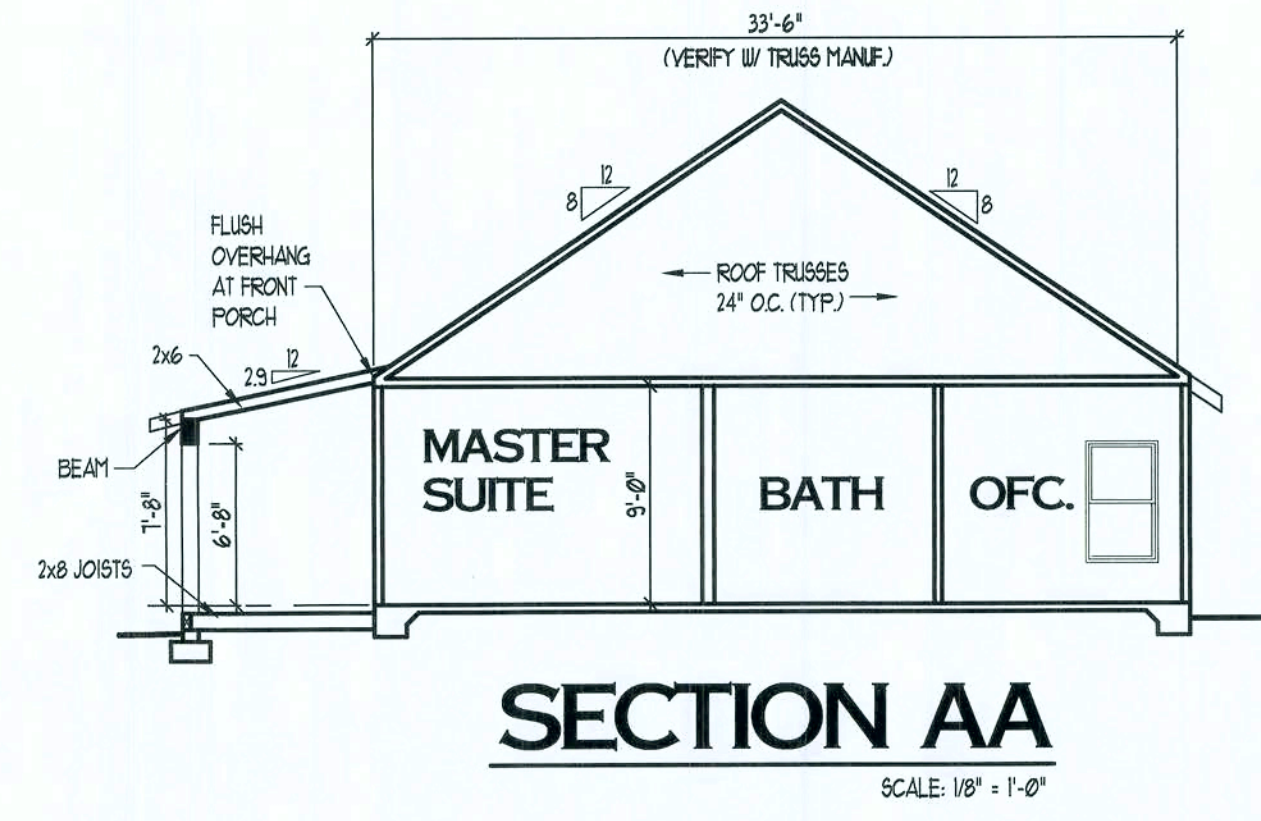 33'-6"
(VERIFY W/ TRUSS MANUF.)
12
8
12
8
FLUSH
OVERHANG
AT FRONT
PORCH
ROOF TRUSSES
24" O.C. (TYP.)
2x6
12
2.9
BEAM
MASTER
SUITE
9'-0"
BATH
OFC.
7'-8"
6'-8"
2x8 JOISTS
SECTION AA
SCALE: 1/8" = 1'-0"